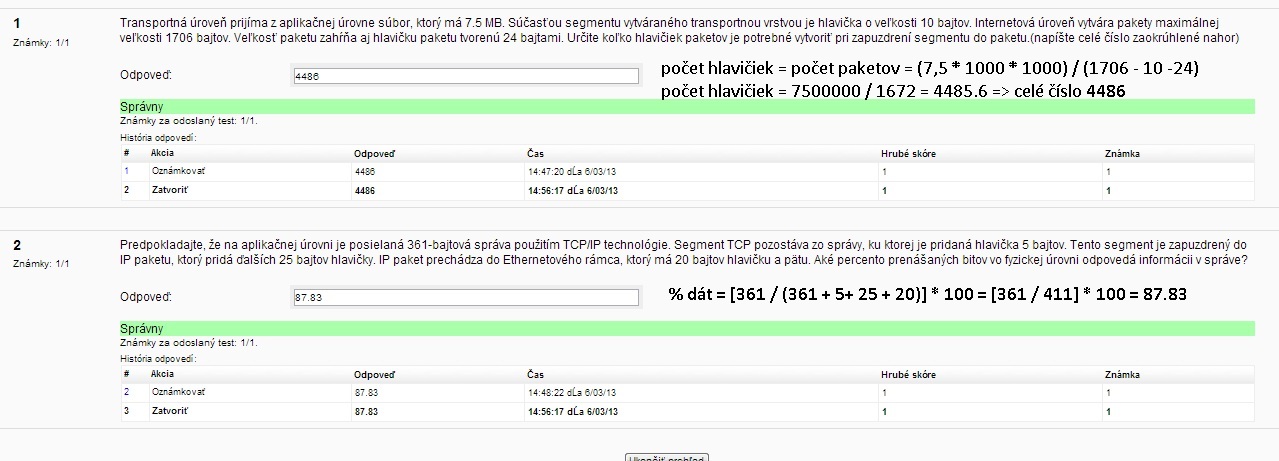 1
Známky: 1/1
Transportná úroveň prijíma z aplikačnej úrovne súbor, ktorý má 7.5 MB. Súčasťou segmentu vytváraného transportnou vrstvou je hlavička o veľkosti 10 bajtov. Internetová úroveň vytvára pakety maximálnej
veľkosti 1706 bajtov. Veľkosť paketu zahŕňa aj hlavičku paketu tvorenú 24 bajtami. Určite koľko hlavičiek paketov je potrebné vytvoriť pri zapuzdrení segmentu do paketu.(napíšte celé číslo zaokrúhlené nahor)
Odpoveď: 4486
počet hlavičiek = počet paketov = (7,5 * 1000 * 1000) / (1706 - 10 -24)
počet hlavičiek = 7500000 / 1672 = 4485.6 => celé číslo 4486
Správny
Známky za odoslaný test: 1/1.
História odpovedí:
# Akcia Odpoveď Čas Hrubé skóre Známka
1 Oznámkovať 4486 14:47:20 dĹa 6/03/13 1 1
2 Zatvoriť 4486 14:56:17 dĹa 6/03/13 1 1
2
Známky: 1/1
Predpokladajte, že na aplikačnej úrovni je posielaná 361-bajtová správa použitím TCP/IP technológie. Segment TCP pozostáva zo správy, ku ktorej je pridaná hlavička 5 bajtov. Tento segment je zapuzdrený do
IP paketu, ktorý pridá ďalších 25 bajtov hlavičky. IP paket prechádza do Ethernetového rámca, ktorý má 20 bajtov hlavičku a pätu. Aké percento prenášaných bitov vo fyzickej úrovni odpovedá informácii v správe?
Odpoveď: 87.83
% dát = [361 / (361 + 5+ 25 + 20)] * 100 = [361 / 411] * 100 = 87.83
Správny
Známky za odoslaný test: 1/1.
História odpovedí:
# Akcia Odpoveď Čas Hrubé skóre Známka
2 Oznámkovať 87.83 14:48:22 dĹa 6/03/13 1 1
3 Zatvoriť 87.83 14:56:17 dĹa 6/03/13 1 1